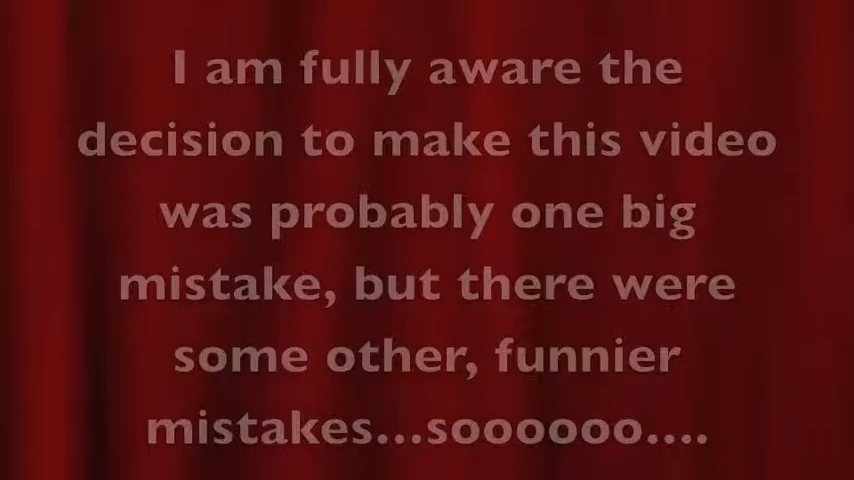 I am fully aware the
decision to make this video
was probably one big
mistake, but there were
some other, funnier
mistakes...soooooo....